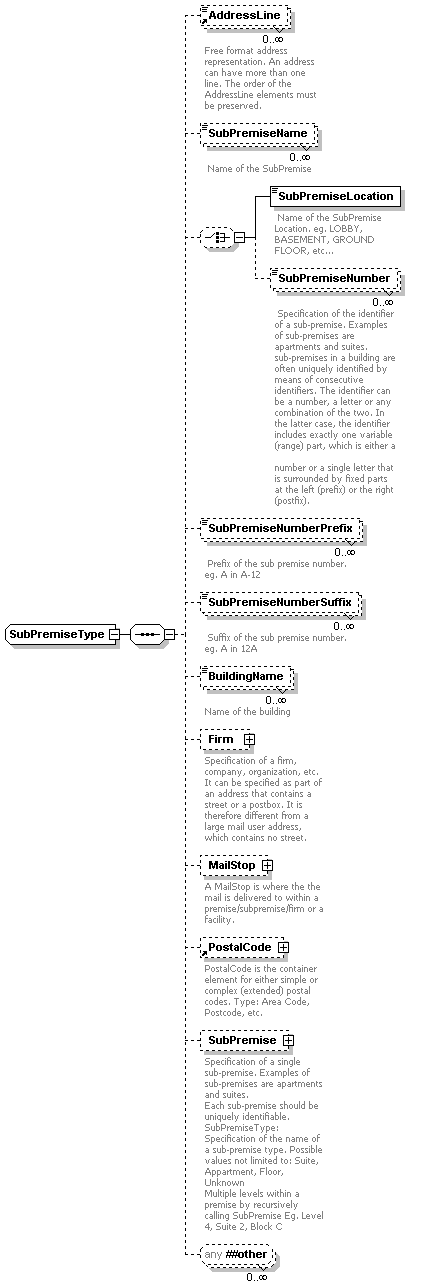 AddressLine
0..∞
Free format address
representation. An address
can have more than one
line. The order of the
AddressLine elements must
be preserved.
SubPremiseName
0..∞
Name of the SubPremise
SubPremiseLocation
Name of the SubPremise
Location. eg. LOBBY,
BASEMENT, GROUND
FLOOR, etc...
SubPremiseNumber
0..∞
Specification of the identifier
of a sub-premise. Examples
of sub-premises are
apartments and suites.
sub-premises in a building are
often uniquely identified by
means of consecutive
identifiers. The identifier can
be a number, a letter or any
combination of the two. In
the latter case, the identifier
includes exactly one variable
(range) part, which is either a
number or a single letter that
is surrounded by fixed parts
at the left (prefix) or the right
(postfix).
SubPremiseNumberPrefix
0..∞
Prefix of the sub premise number.
eg. A in A-12
SubPremiseNumberSuffix
0..∞
Suffix of the sub premise number.
eg. A in 12A
SubPremiseType
BuildingName
0..∞
Name of the building
Firm
Specification of a firm,
company, organization, etc.
It can be specified as part of
an address that contains a
street or a postbox. It is
therefore different from a
large mail user address,
which contains no street.
MailStop
A MailStop is where the the
mail is delivered to within a
premise/subpremise/firm or a
facility.
PostalCode
PostalCode is the container
element for either simple or
complex (extended) postal
codes. Type: Area Code,
Postcode, etc.
SubPremise
Specification of a single
sub-premise. Examples of
sub-premises are apartments
and suites.
Each sub-premise should be
uniquely identifiable.
SubPremiseType:
Specification of the name of
a sub-premise type. Possible
values not limited to: Suite,
Appartment, Floor,
Unknown
Multiple levels within a
premise by recursively
calling SubPremise Eg. Level
4, Suite 2, Block C
any ##other
0..∞